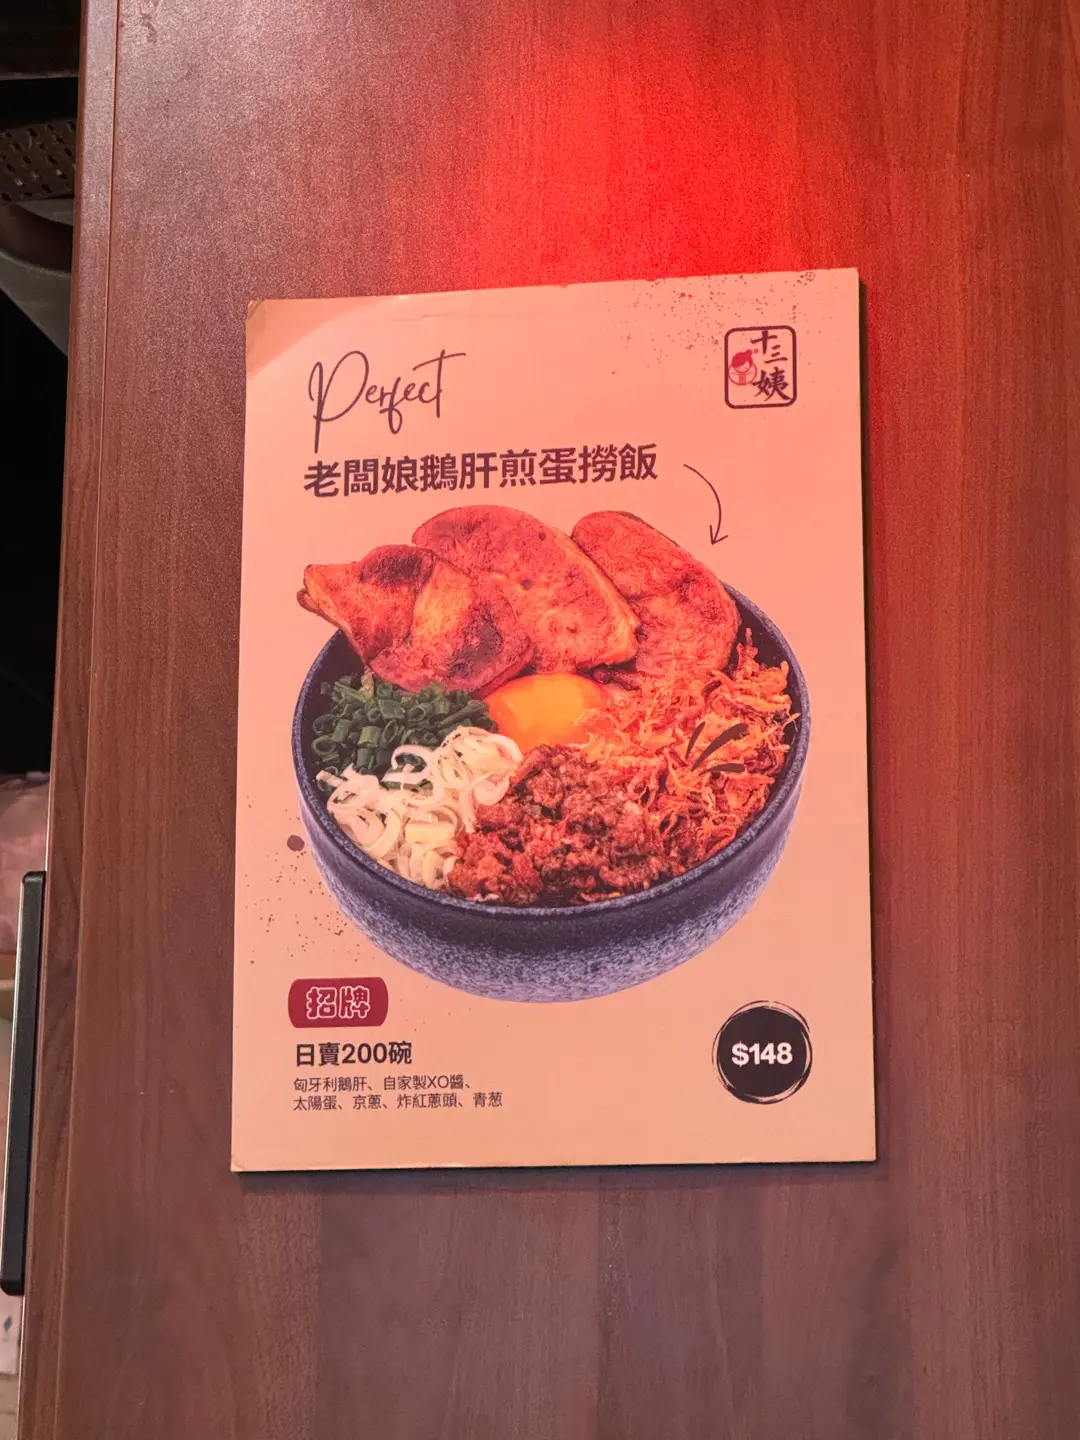 Perfect
十三姨
老闆娘鵝肝煎蛋撈飯
招牌
日賣200碗
匈牙利鵝肝、自家製XO醬、
太陽蛋、京蔥、炸紅蔥頭、青葱
$148